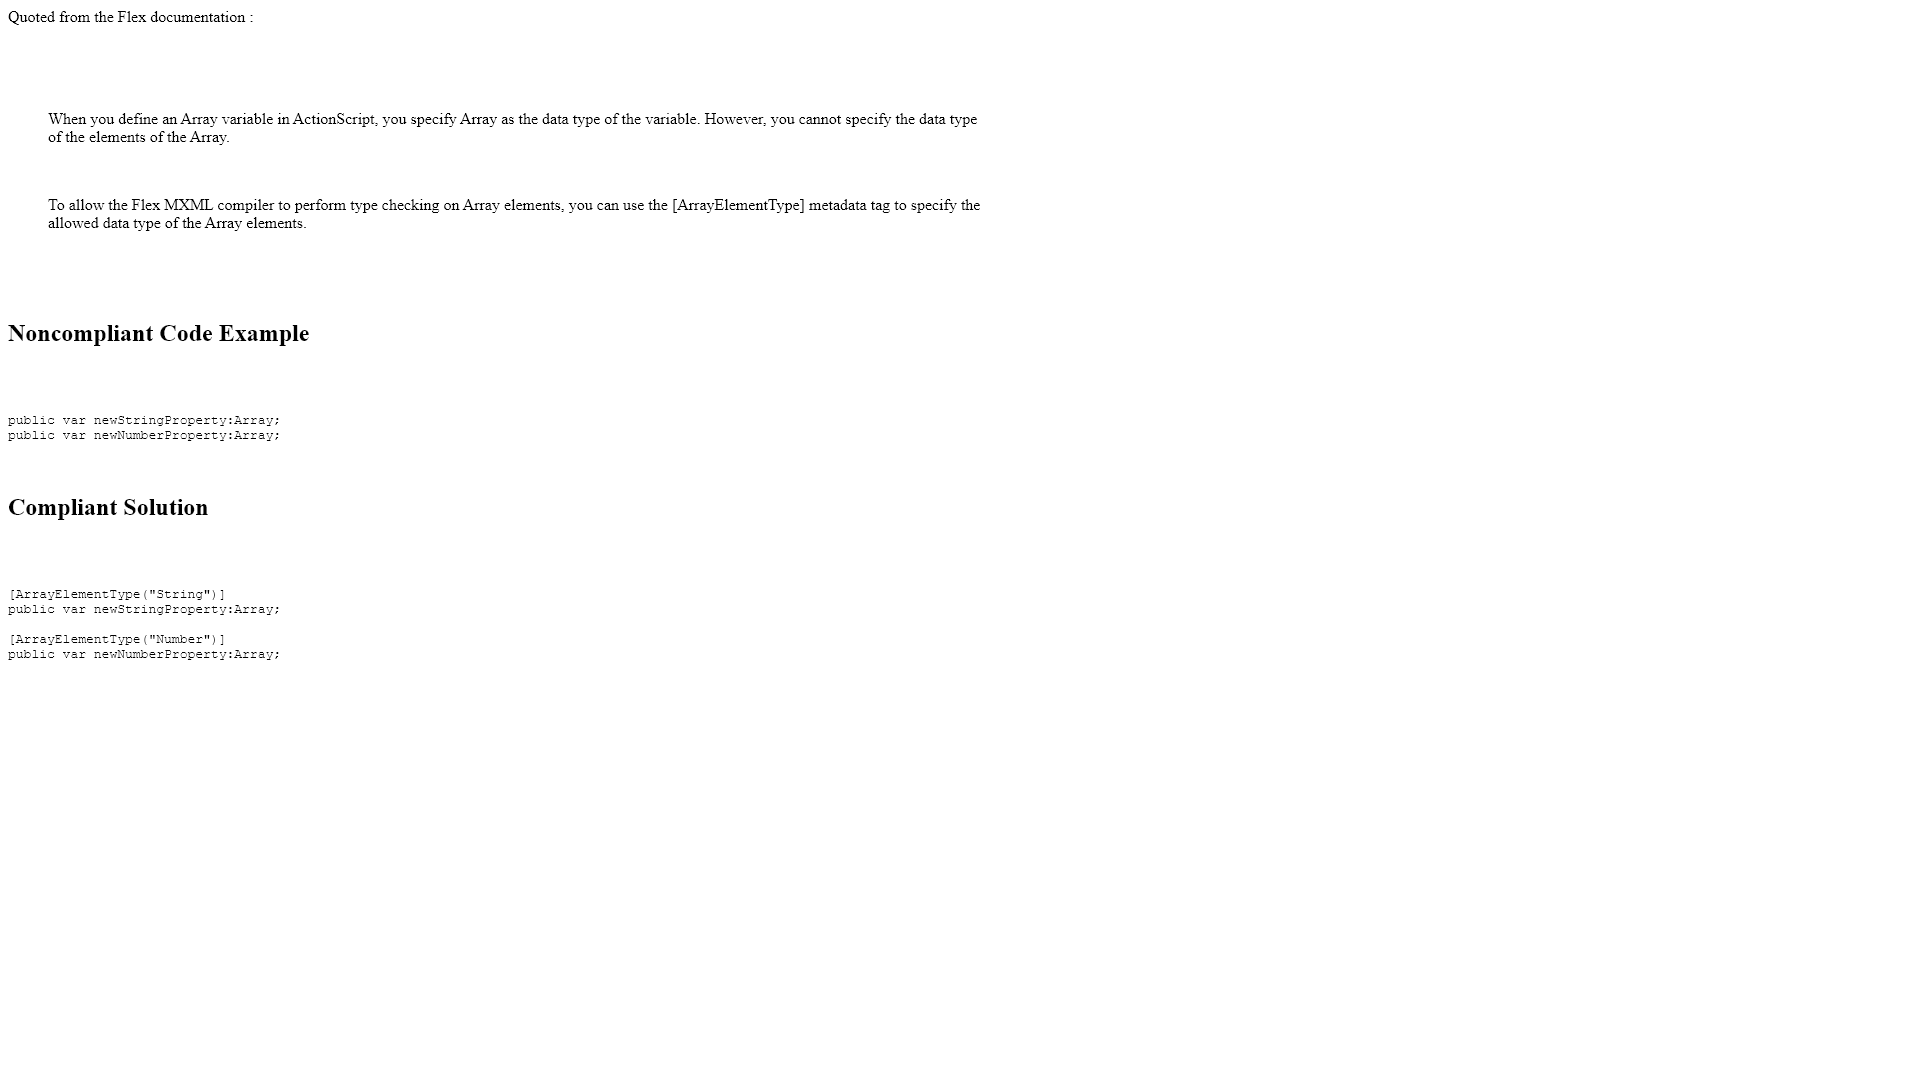 Quoted from the Flex documentation :
When you define an Array variable in ActionScript, you specify Array as the data type of the variable. However, you cannot specify the data type
of the elements of the Array.
To allow the Flex MXML compiler to perform type checking on Array elements, you can use the [ArrayElementType] metadata tag to specify the
allowed data type of the Array elements.
Noncompliant Code Example
public var newStringProperty:Array;
public var newNumberProperty:Array;
Compliant Solution
[ArrayElementType("String")]
public var newStringProperty:Array;
[ArrayElementType("Number")]
public var newNumberProperty:Array;